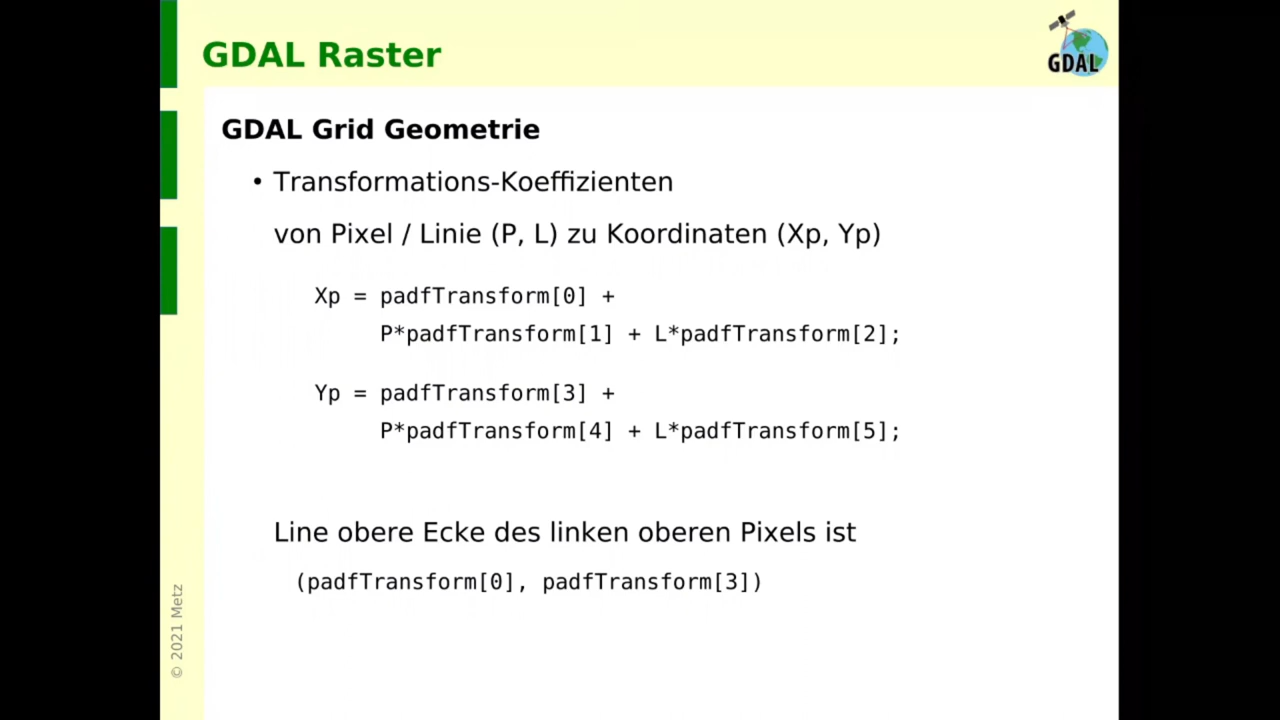 GDAL Raster
GDAL
GDAL Grid Geometrie
• Transformations-Koeffizienten
von Pixel / Linie (P, L) zu Koordinaten (Xp, Yp)
Xp = padfTransform[0] +
P*padfTransform[1] + L*padfTransform[2];
Yp = padfTransform[3] +
P*padfTransform[4] + L*padfTransform[5];
Line obere Ecke des linken oberen Pixels ist
(padfTransform[0], padfTransform[3])
© 2021 Metz